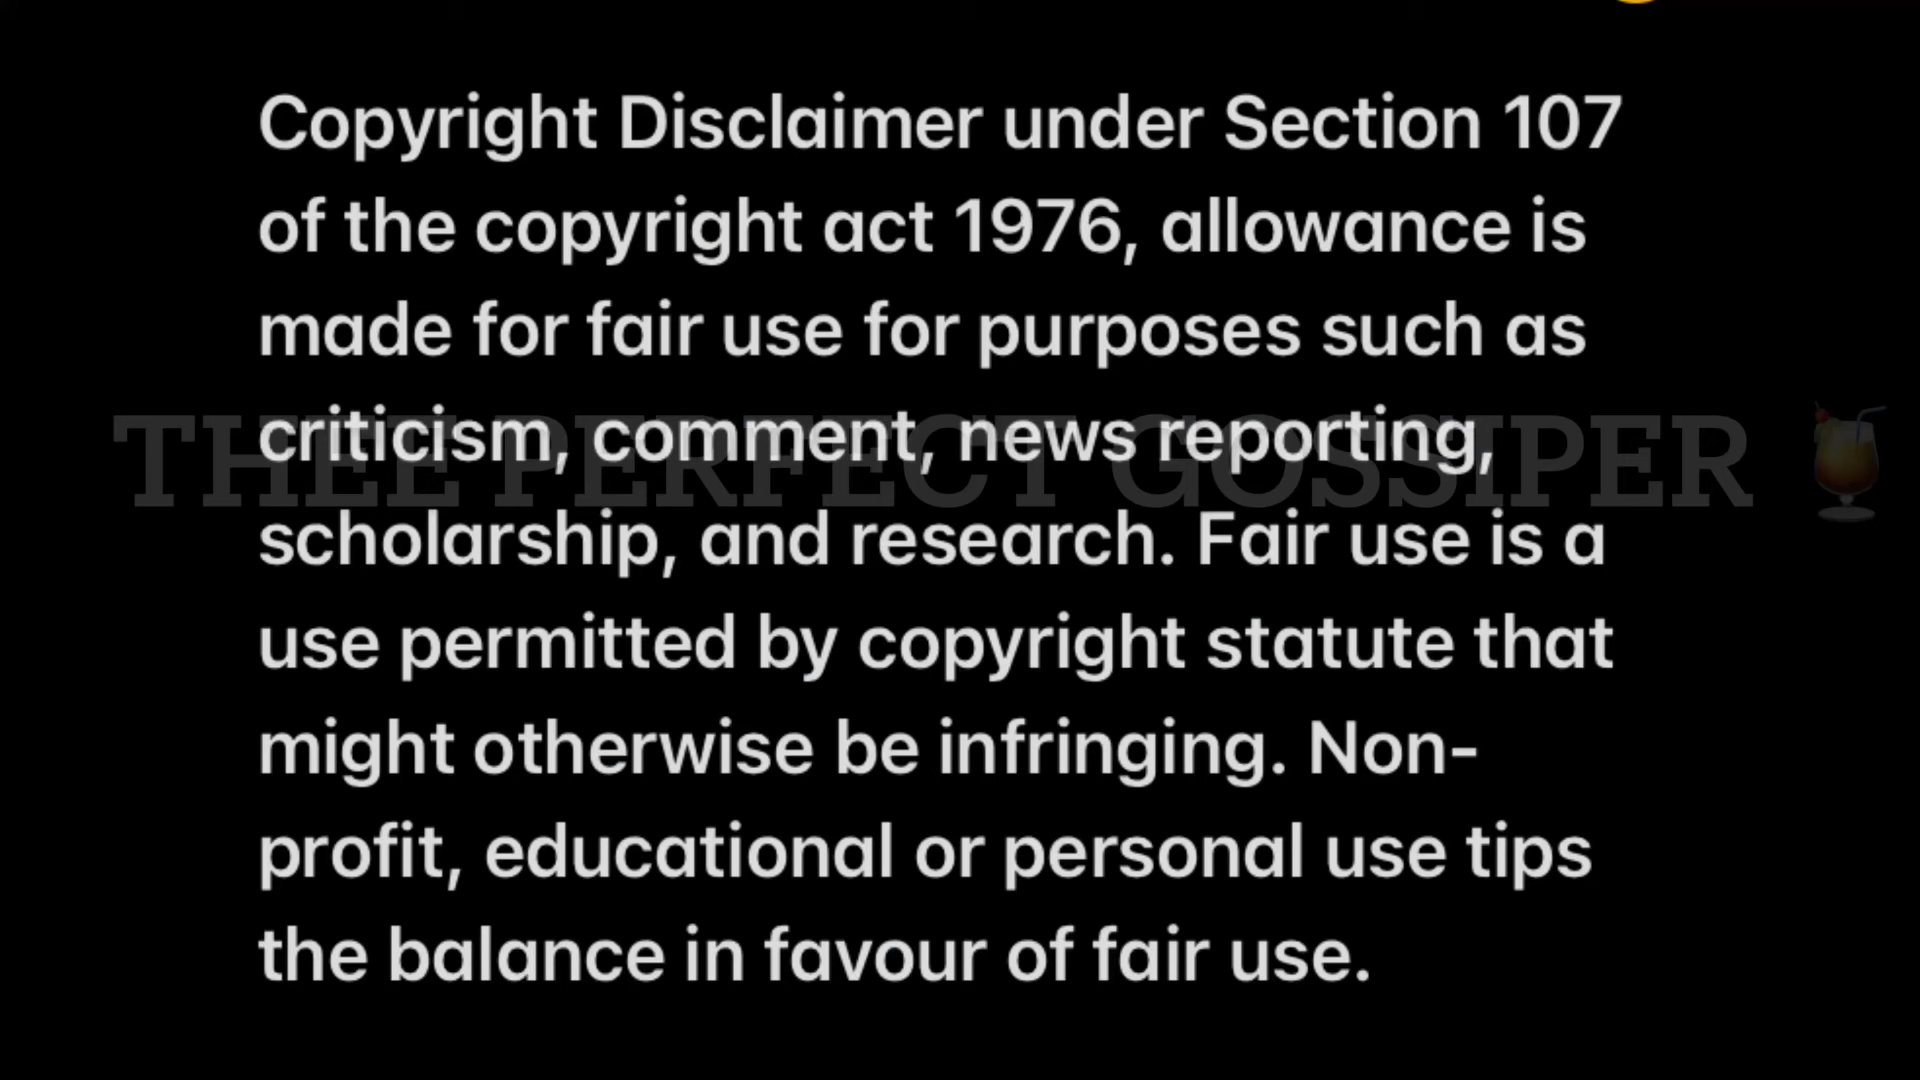 Copyright Disclaimer under Section 107
of the copyright act 1976, allowance is
made for fair use for purposes such as
criticism, comment, news reporting,
THEE PERFECT GOSSIPER
scholarship, and research. Fair use is a
use permitted by copyright statute that
might otherwise be infringing. Non-
profit, educational or personal use tips
the balance in favour of fair use.